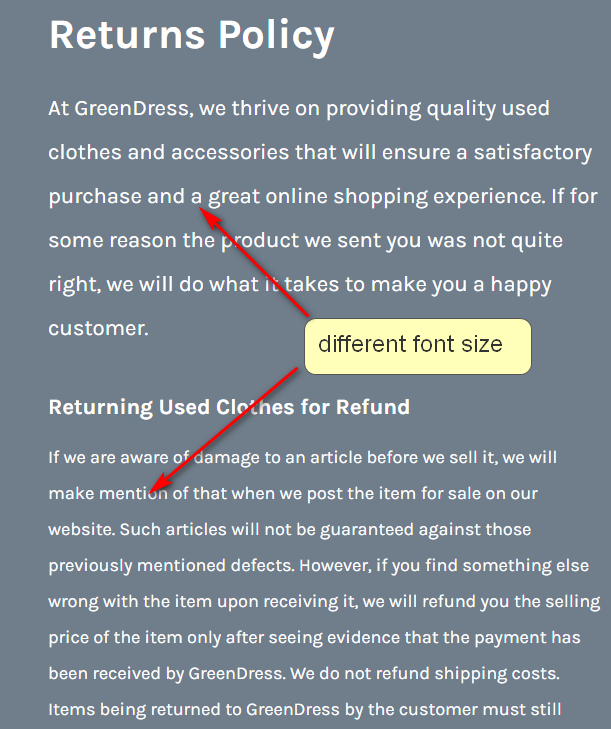 Returns Policy
At GreenDress, we thrive on providing quality used
clothes and accessories that will ensure a satisfactory
purchase and a great online shopping experience. If for
some reason the product we sent you was not quite
right, we will do what it takes to make you a happy
customer.
different font size
Returning Used Clothes for Refund
If we are aware of damage to an article before we sell it, we will
make mention of that when we post the item for sale on our
website. Such articles will not be guaranteed against those
previously mentioned defects. However, if you find something else
wrong with the item upon receiving it, we will refund you the selling
price of the item only after seeing evidence that the payment has
been received by GreenDress. We do not refund shipping costs.
Items being returned to GreenDress by the customer must still